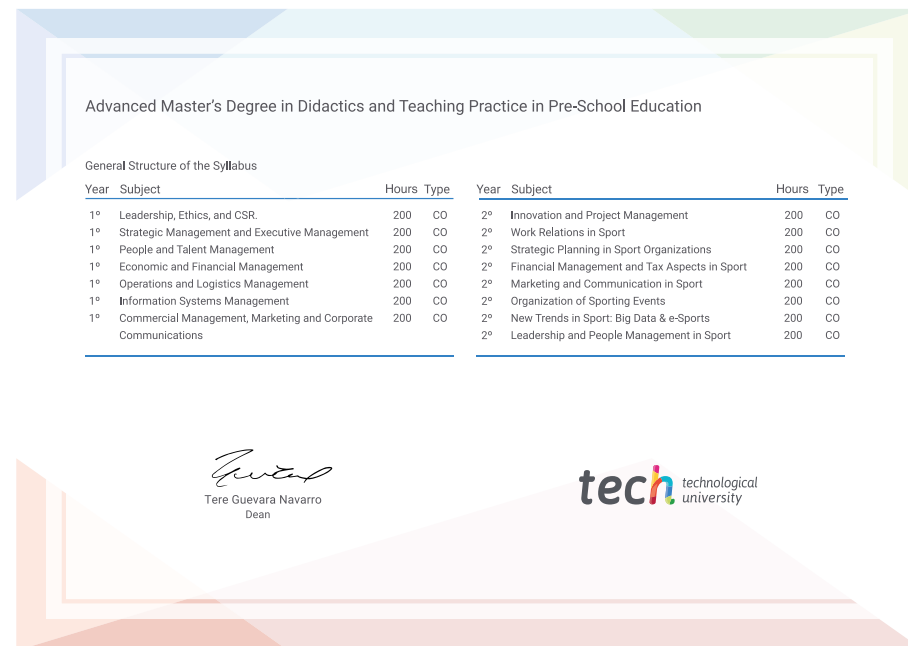 Advanced Master's Degree in Didactics and Teaching Practice in Pre-School Education
General Structure of the Syllabus
Year Subject Hours Type
1º Leadership, Ethics, and CSR. 200 CO
1º Strategic Management and Executive Management 200 CO
1º People and Talent Management 200 CO
1º Economic and Financial Management 200 CO
1º Operations and Logistics Management 200 CO
1º Information Systems Management 200 CO
1º Commercial Management, Marketing and Corporate 200 CO
Communications
Year Subject Hours Type
2º Innovation and Project Management 200 CO
2º Work Relations in Sport 200 CO
2º Strategic Planning in Sport Organizations 200 CO
2º Financial Management and Tax Aspects in Sport 200 CO
2º Marketing and Communication in Sport 200 CO
2º Organization of Sporting Events 200 CO
2º New Trends in Sport: Big Data & e-Sports 200 CO
2º Leadership and People Management in Sport 200 CO
Tere Guevara Navarro
Dean
tech technological
university